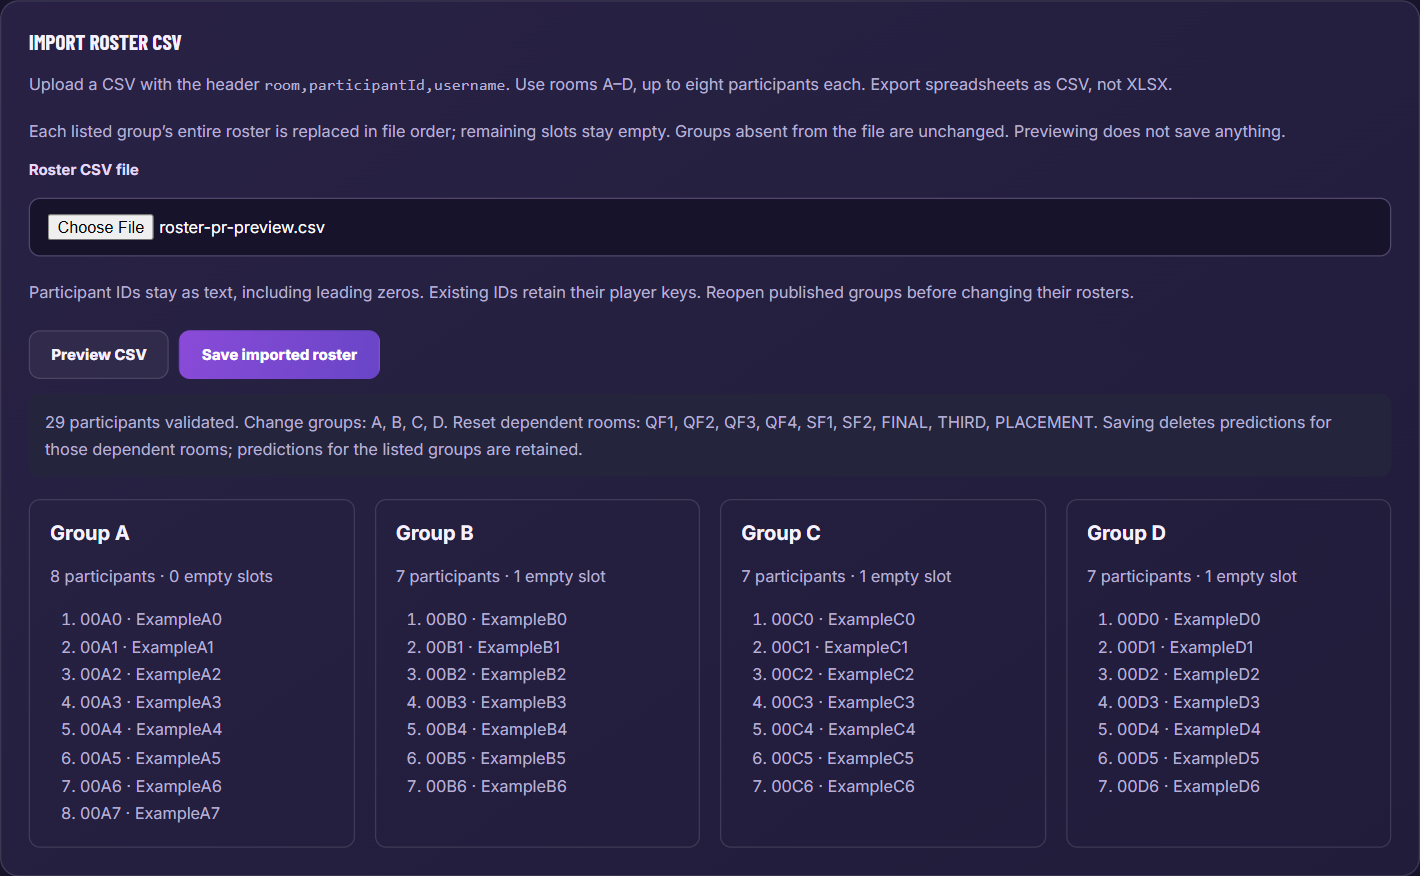 IMPORT ROSTER CSV
Upload a CSV with the header room,participantId,username. Use rooms A–D, up to eight participants each. Export spreadsheets as CSV, not XLSX.
Each listed group’s entire roster is replaced in file order; remaining slots stay empty. Groups absent from the file are unchanged. Previewing does not save anything.
Roster CSV file
Choose File roster-pr-preview.csv
Participant IDs stay as text, including leading zeros. Existing IDs retain their player keys. Reopen published groups before changing their rosters.
Preview CSV
Save imported roster
29 participants validated. Change groups: A, B, C, D. Reset dependent rooms: QF1, QF2, QF3, QF4, SF1, SF2, FINAL, THIRD, PLACEMENT. Saving deletes predictions for
those dependent rooms; predictions for the listed groups are retained.
Group A
8 participants · 0 empty slots
1. 00A0 · ExampleA0
2. 00A1 · ExampleA1
3. 00A2 · ExampleA2
4. 00A3 · ExampleA3
5. 00A4 · ExampleA4
6. 00A5 · ExampleA5
7. 00A6 · ExampleA6
8. 00A7 · ExampleA7
Group B
7 participants · 1 empty slot
1. 00B0 · ExampleB0
2. 00B1 · ExampleB1
3. 00B2 · ExampleB2
4. 00B3 · ExampleB3
5. 00B4 · ExampleB4
6. 00B5 · ExampleB5
7. 00B6 · ExampleB6
Group C
7 participants · 1 empty slot
1. 00C0 · ExampleC0
2. 00C1 · ExampleC1
3. 00C2 · ExampleC2
4. 00C3 · ExampleC3
5. 00C4 · ExampleC4
6. 00C5 · ExampleC5
7. 00C6 · ExampleC6
Group D
7 participants · 1 empty slot
1. 00D0 · ExampleD0
2. 00D1 · ExampleD1
3. 00D2 · ExampleD2
4. 00D3 · ExampleD3
5. 00D4 · ExampleD4
6. 00D5 · ExampleD5
7. 00D6 · ExampleD6